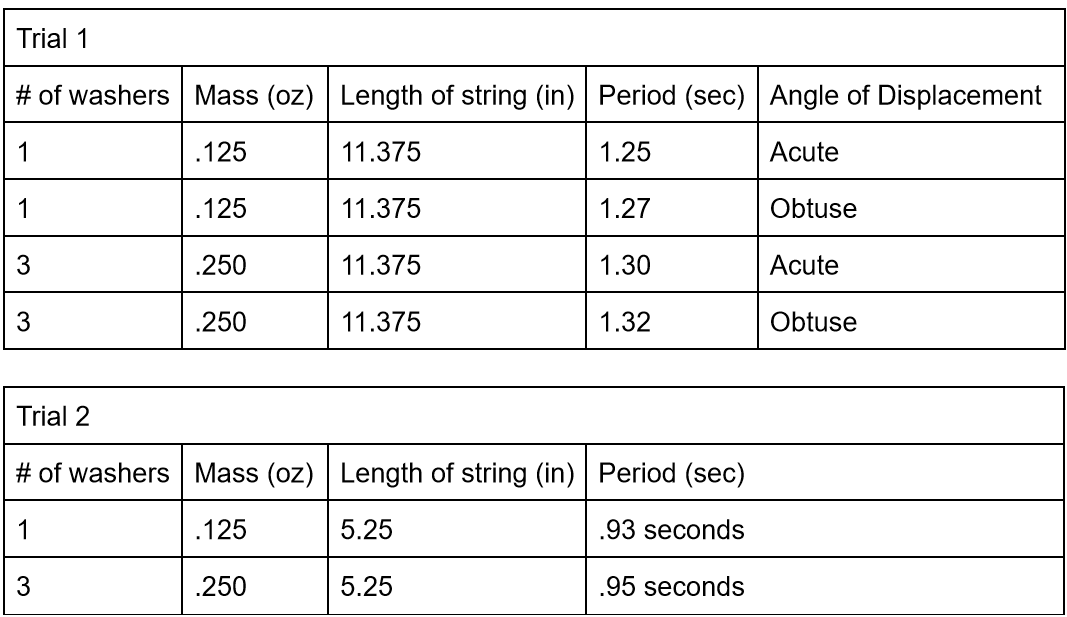 Trial 1
# of washers Mass (oz) Length of string (in) Period (sec) Angle of Displacement
1 .125 11.375 1.25 Acute
1 .125 11.375 1.27 Obtuse
3 .250 11.375 1.30 Acute
3 .250 11.375 1.32 Obtuse
Trial 2
# of washers Mass (oz) Length of string (in) Period (sec)
1 .125 5.25 .93 seconds
3 .250 5.25 .95 seconds